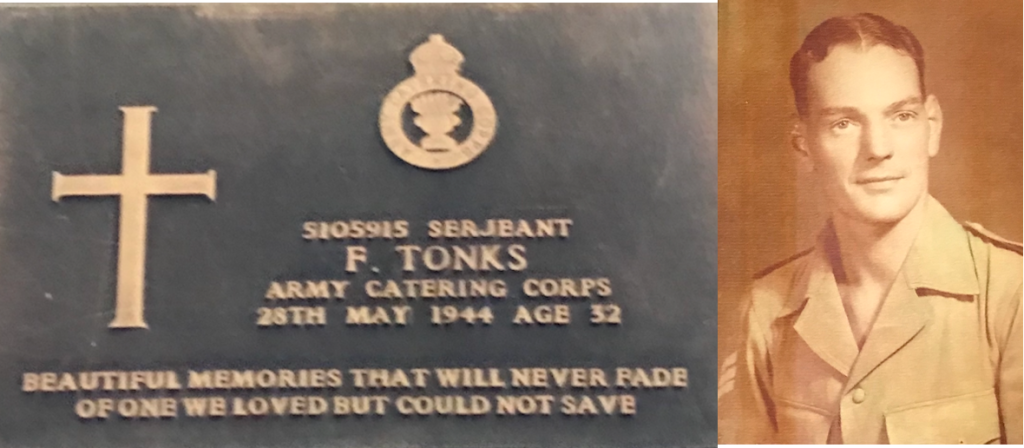 5105915 SERJEANT
F. TONKS
ARMY CATERING CORPS
28TH MAY 1944 AGE 32
BEAUTIFUL MEMORIES THAT WILL NEVER FADE
OF ONE WE LOVED BUT COULD NOT SAVE